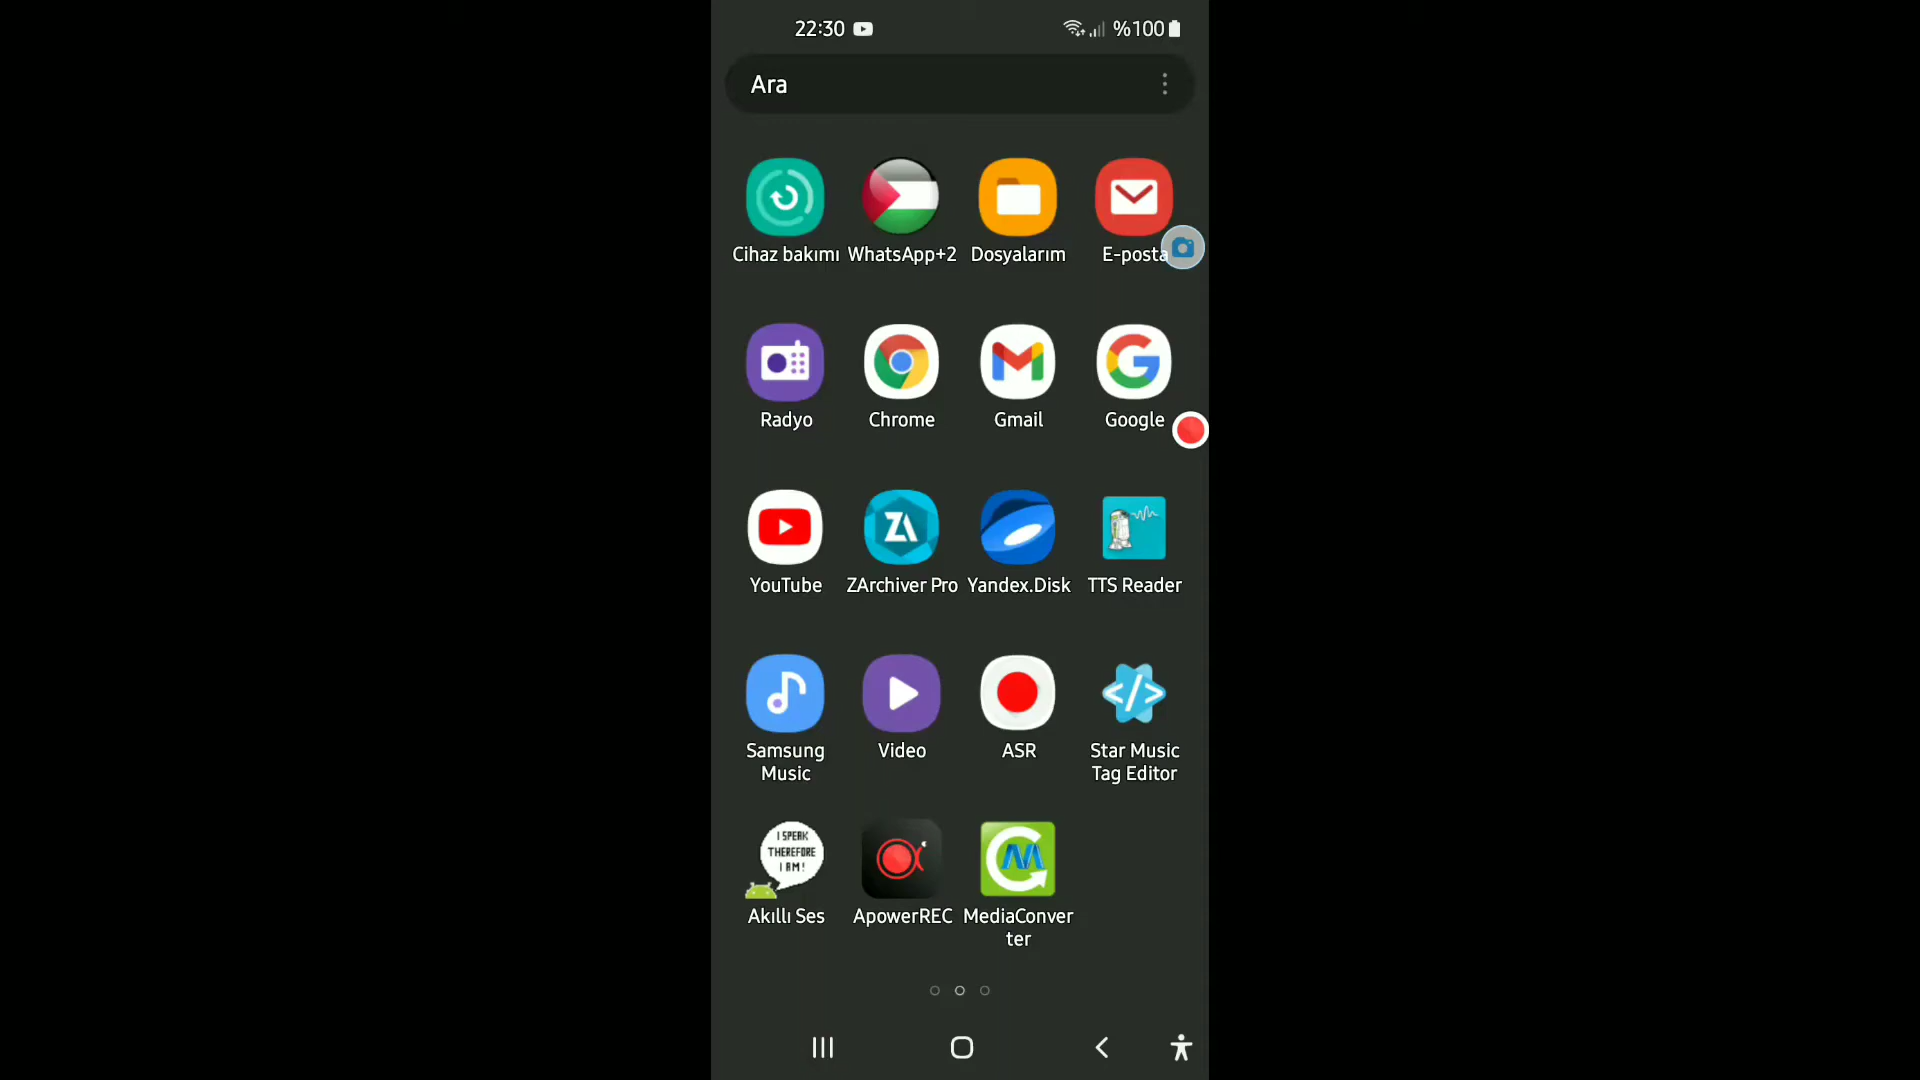 22:30
%100
Ara
Cihaz bakımı
WhatsApp+2
Dosyalarım
E-posta
Radyo
Chrome
Gmail
Google
YouTube
ZArchiver Pro
Yandex.Disk
TTS Reader
Samsung
Music
Video
ASR
Star Music
Tag Editor
I SPEAK
THEREFORE
I AM!
Akıllı Ses
ApowerREC
MediaConver
ter